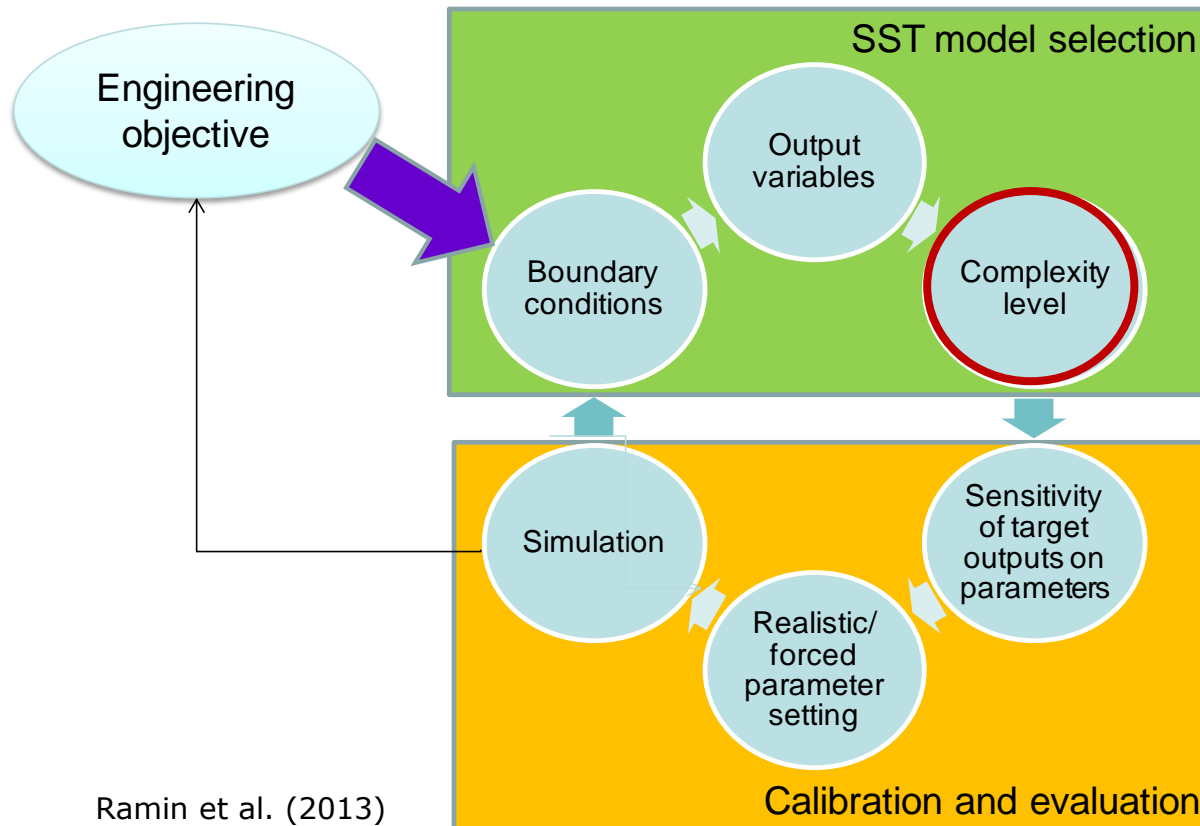 SST model selection
Engineering
objective
Output
variables
Boundary
conditions
Complexity
level
Simulation
Sensitivity
of target
outputs on
parameters
Realistic/
forced
parameter
setting
Ramin et al. (2013)
Calibration and evaluation